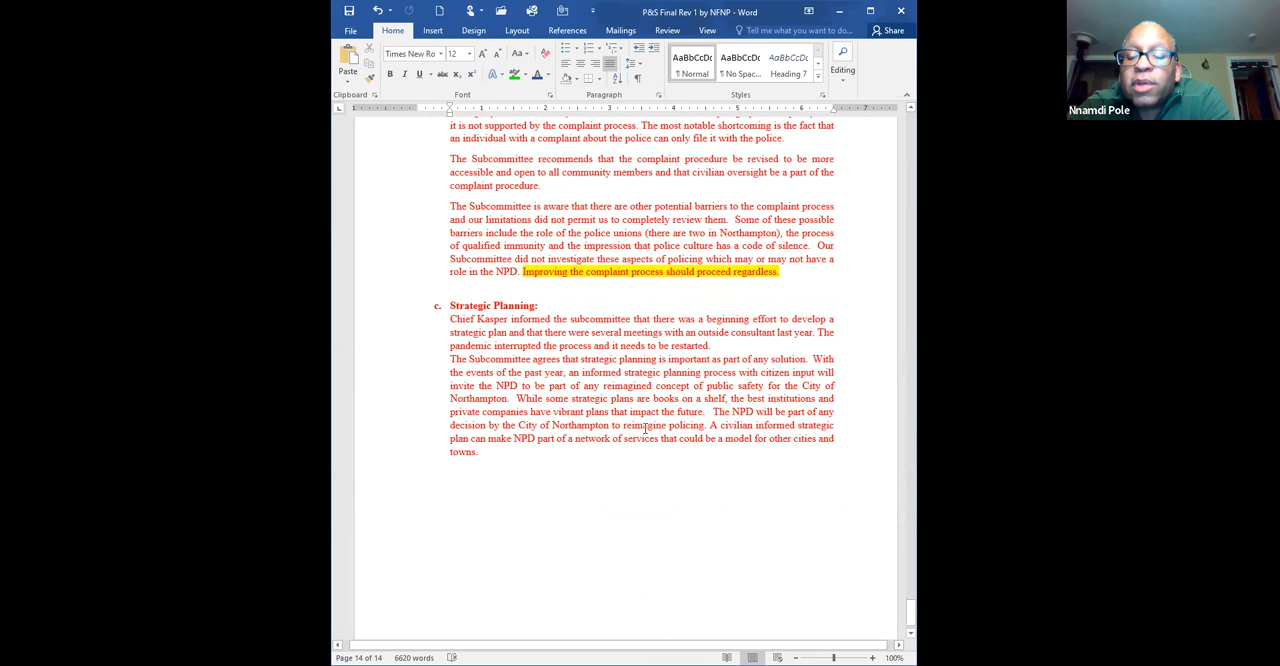 P&S Final Rev 1 by NFNP - Word
File Home Insert Design Layout References Mailings Review View Tell me what you want to do... Share
Nnamdi Pole
Times New Ro 12 Aa
Paste
B I U abc x₂ x² A A
AaBbCcDc AaBbCcDc AaBbCcDc
¶ Normal ¶ No Spac... Heading 7
Editing
Clipboard Font Paragraph Styles
1 1 2 3 4 5 6 7
it is not supported by the complaint process. The most notable shortcoming is the fact that
an individual with a complaint about the police can only file it with the police.
The Subcommittee recommends that the complaint procedure be revised to be more
accessible and open to all community members and that civilian oversight be a part of the
complaint procedure.
The Subcommittee is aware that there are other potential barriers to the complaint process
and our limitations did not permit us to completely review them. Some of these possible
barriers include the role of the police unions (there are two in Northampton), the process
of qualified immunity and the impression that police culture has a code of silence. Our
Subcommittee did not investigate these aspects of policing which may or may not have a
role in the NPD. Improving the complaint process should proceed regardless.
c. Strategic Planning:
Chief Kasper informed the subcommittee that there was a beginning effort to develop a
strategic plan and that there were several meetings with an outside consultant last year. The
pandemic interrupted the process and it needs to be restarted.
The Subcommittee agrees that strategic planning is important as part of any solution. With
the events of the past year, an informed strategic planning process with citizen input will
invite the NPD to be part of any reimagined concept of public safety for the City of
Northampton. While some strategic plans are books on a shelf, the best institutions and
private companies have vibrant plans that impact the future. The NPD will be part of any
decision by the City of Northampton to reimagine policing. A civilian informed strategic
plan can make NPD part of a network of services that could be a model for other cities and
towns.
Page 14 of 14 6620 words 100%